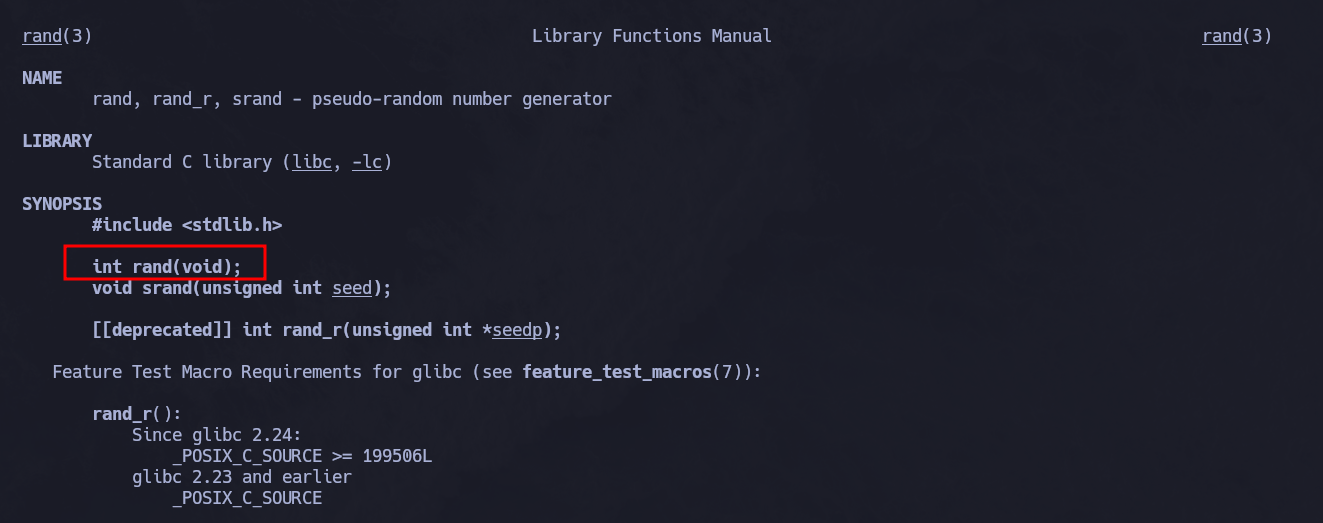 rand(3) Library Functions Manual rand(3)
NAME
rand, rand_r, srand - pseudo-random number generator
LIBRARY
Standard C library (libc, -lc)
SYNOPSIS
#include <stdlib.h>
int rand(void);
void srand(unsigned int seed);
[[deprecated]] int rand_r(unsigned int *seedp);
Feature Test Macro Requirements for glibc (see feature_test_macros(7)):
rand_r():
Since glibc 2.24:
_POSIX_C_SOURCE >= 199506L
glibc 2.23 and earlier
_POSIX_C_SOURCE